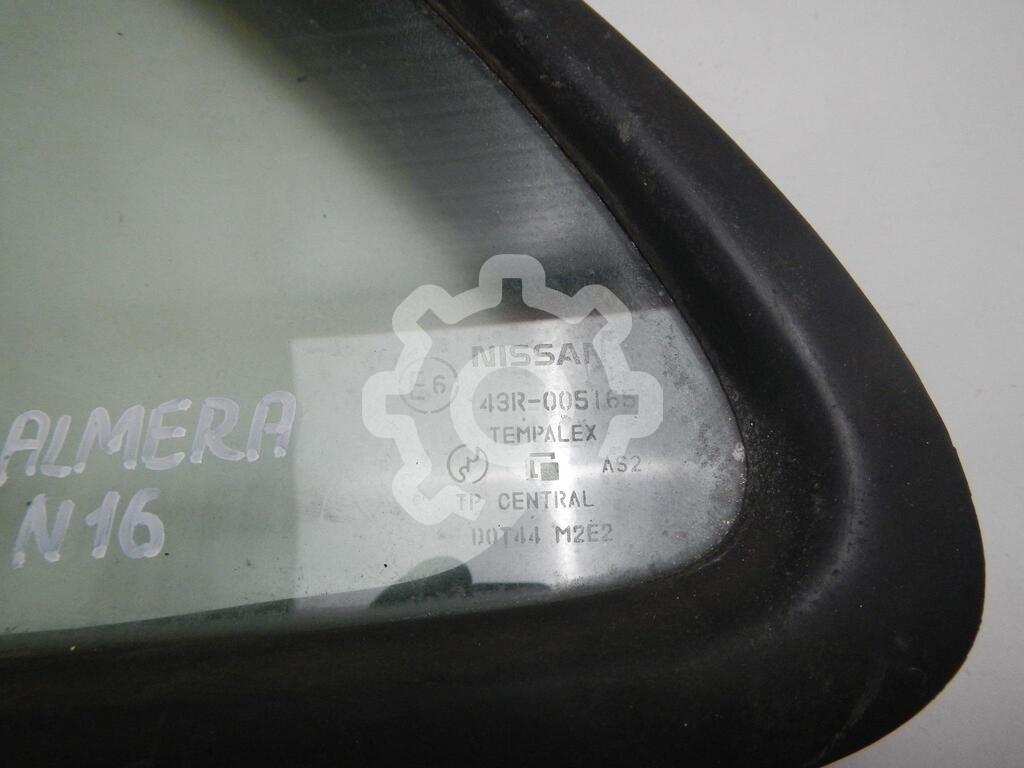 NISSAN
E6
43R-005165
TEMPALEX
AS2
TP CENTRAL
DOT44 M2E2
ALMERA
N16